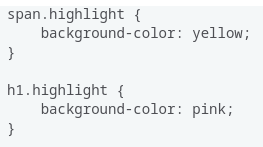 span.highlight {
    background-color: yellow;
}

h1.highlight {
    background-color: pink;
}